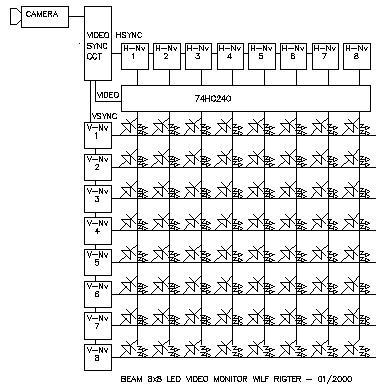 CAMERA
VIDEO
SYNC
CCT
HSYNC
H-Nv H-Nv H-Nv H-Nv H-Nv H-Nv H-Nv H-Nv
1 2 3 4 5 6 7 8
VIDEO
74HC240
VSYNC
V-Nv
1
V-Nv
2
V-Nv
3
V-Nv
4
V-Nv
5
V-Nv
6
V-Nv
7
V-Nv
8
BEAM 8x8 LED VIDEO MONITOR WILF RIGTER - 01/2000